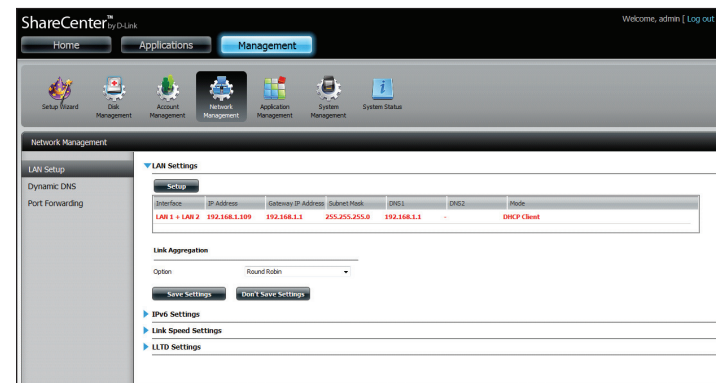 ShareCenter™ by D-Link
Welcome, admin [ Log out
Home Applications Management
Setup Wizard Disk Management Account Management Network Management Application Management System Management System Status
Network Management
LAN Setup
Dynamic DNS
Port Forwarding
LAN Settings
Setup
Interface IP Address Gateway IP Address Subnet Mask DNS1 DNS2 Mode
LAN 1 + LAN 2 192.168.1.109 192.168.1.1 255.255.255.0 192.168.1.1 - DHCP Client
Link Aggregation
Option Round Robin
Save Settings Don't Save Settings
IPv6 Settings
Link Speed Settings
LLTD Settings